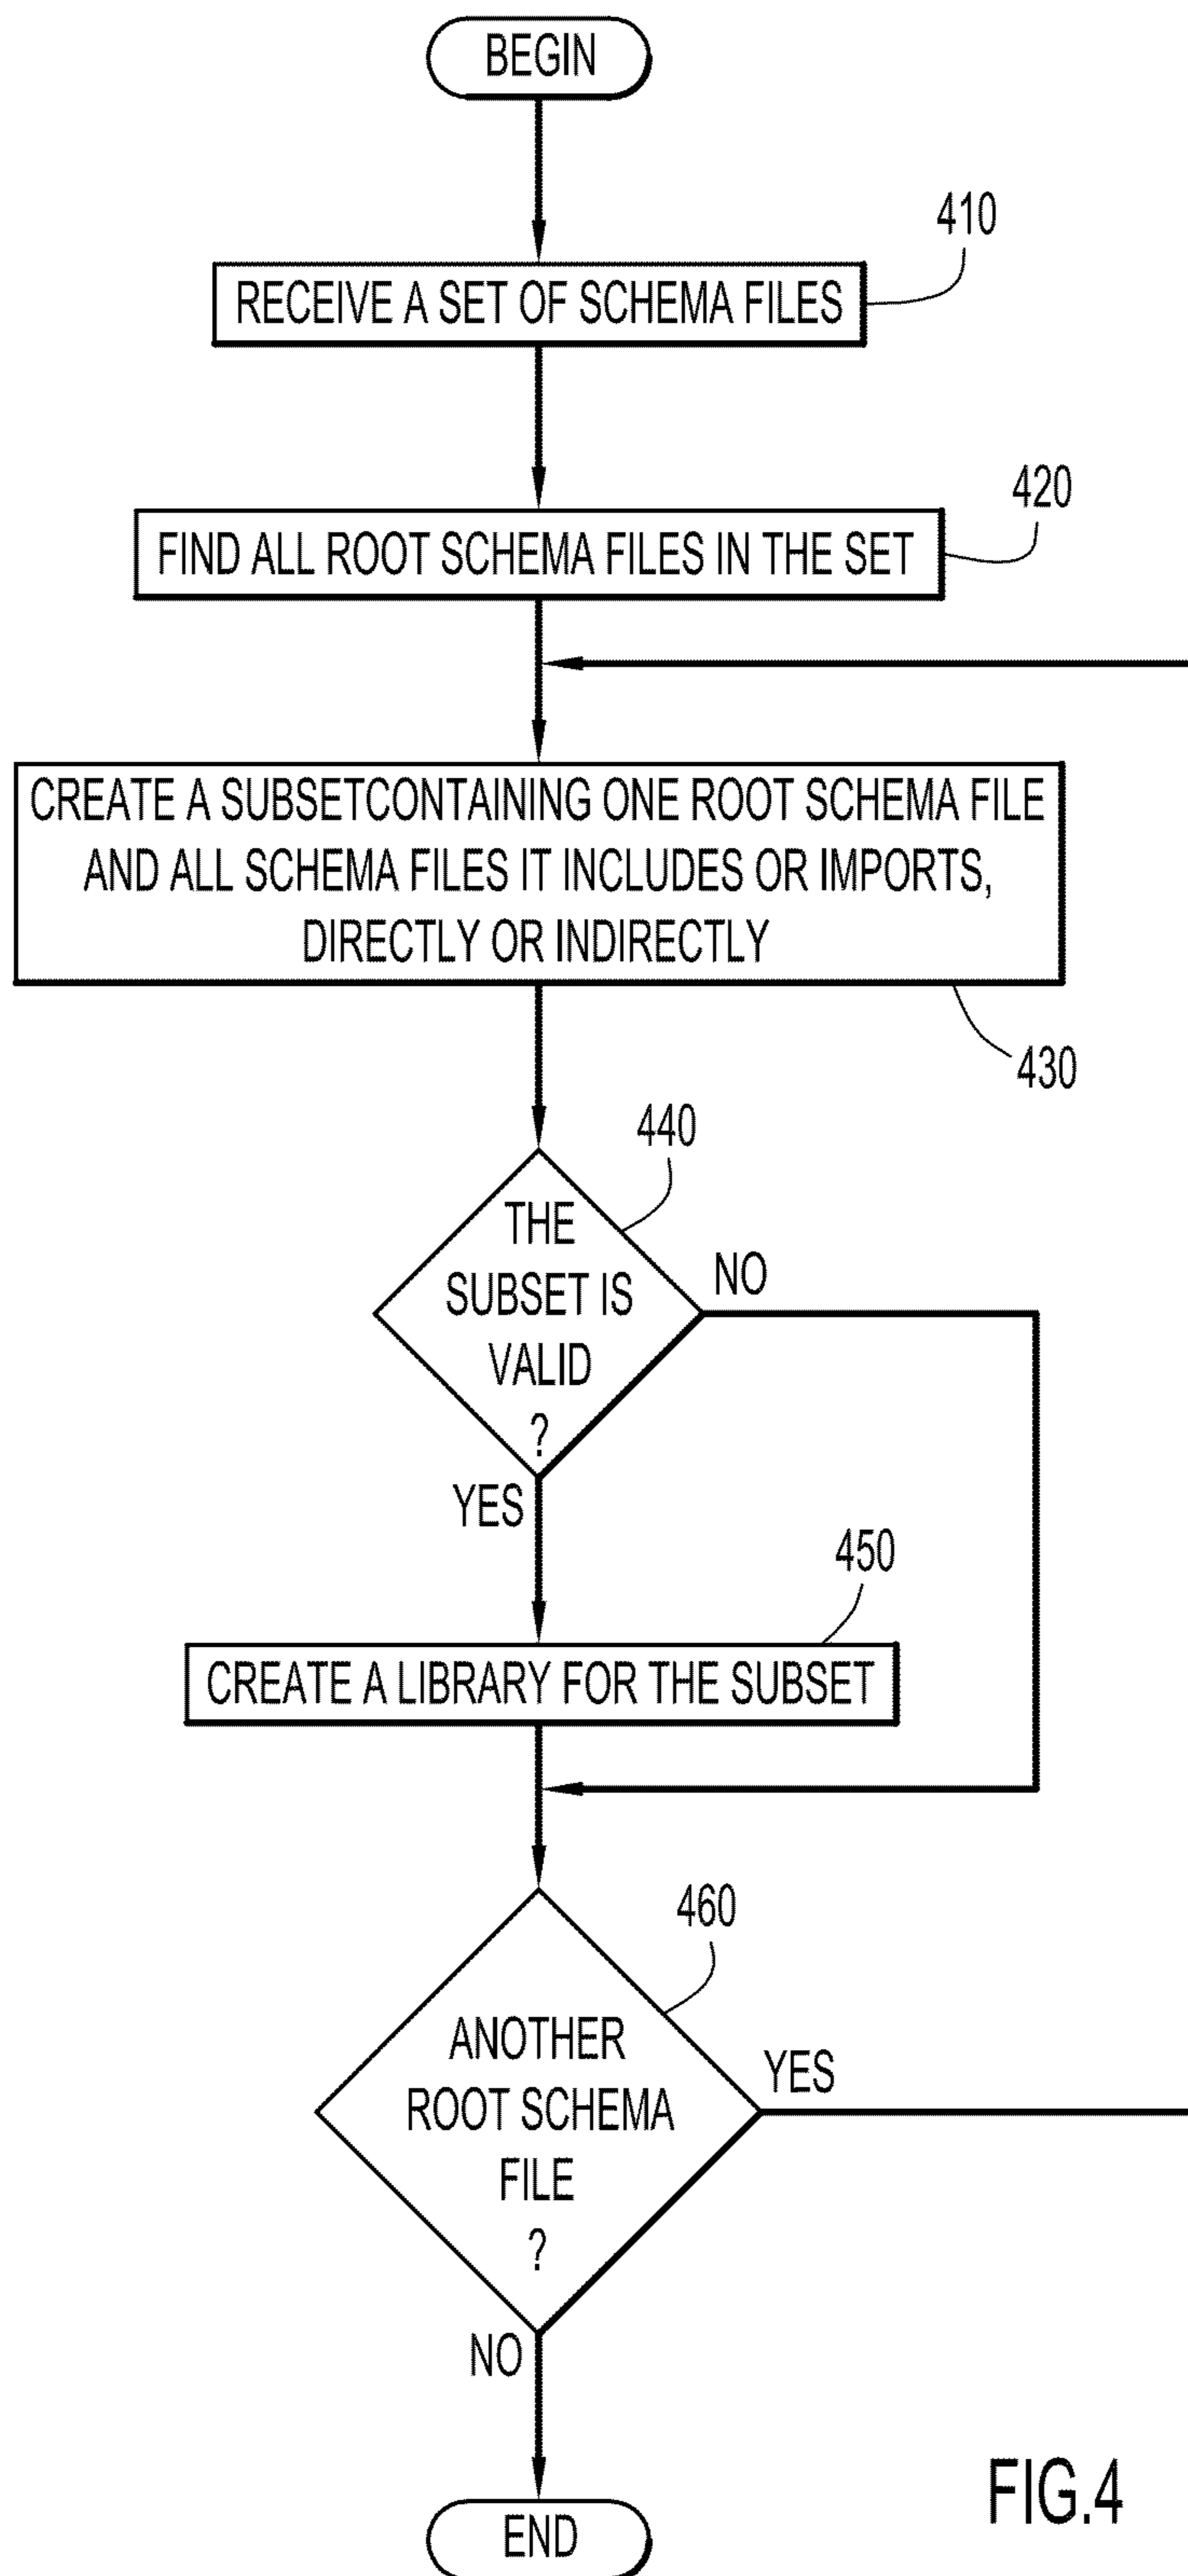 BEGIN
410
RECEIVE A SET OF SCHEMA FILES
420
FIND ALL ROOT SCHEMA FILES IN THE SET
CREATE A SUBSETCONTAINING ONE ROOT SCHEMA FILE
AND ALL SCHEMA FILES IT INCLUDES OR IMPORTS,
DIRECTLY OR INDIRECTLY
430
440
THE
SUBSET IS
VALID
?
NO
YES
450
CREATE A LIBRARY FOR THE SUBSET
460
ANOTHER
ROOT SCHEMA
FILE
?
YES
NO
END
FIG.4